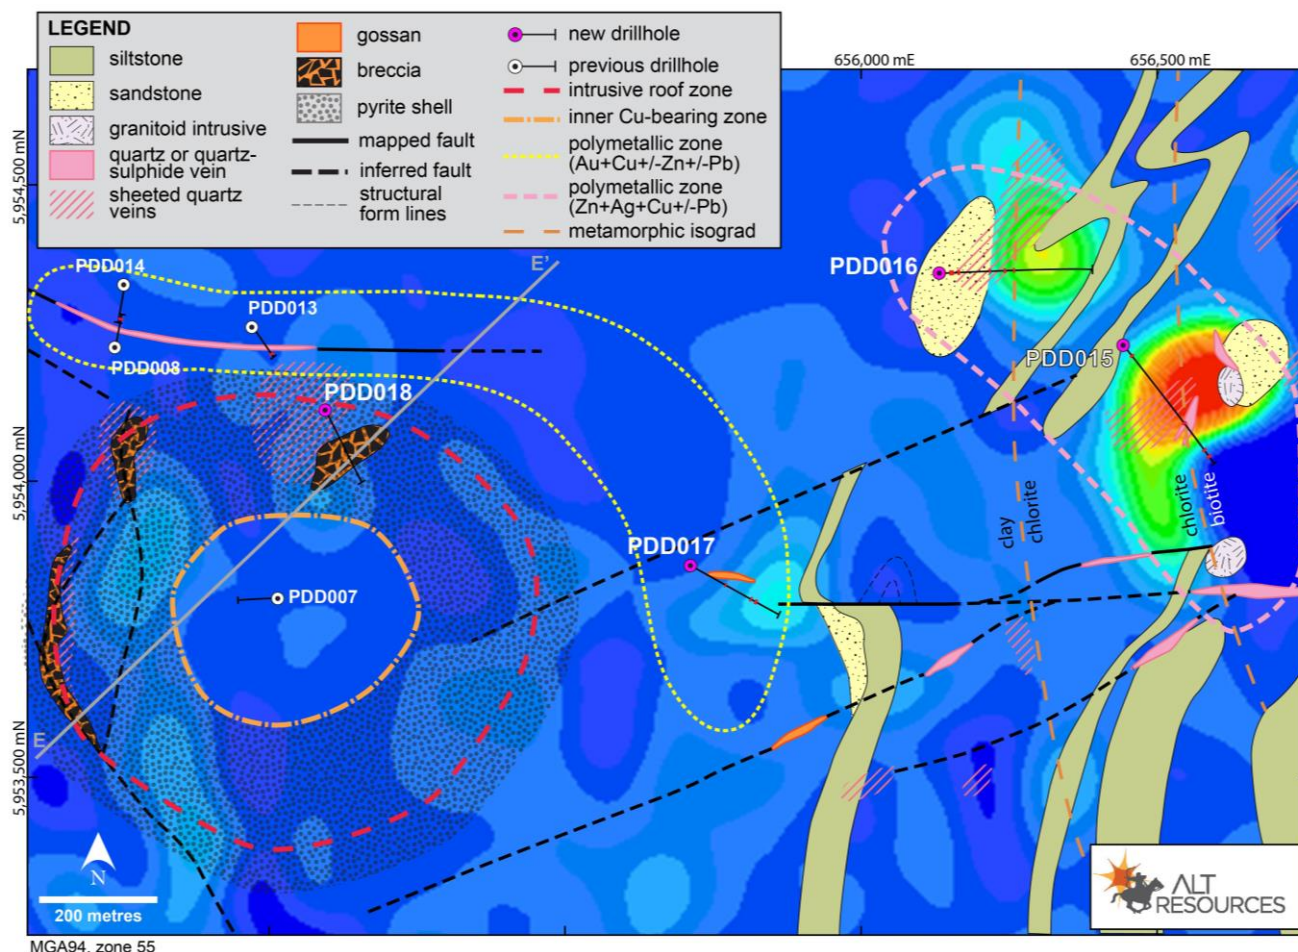 LEGEND
siltstone
sandstone
granitoid intrusive
quartz or quartz-
sulphide vein
sheeted quartz
veins
gossan
breccia
pyrite shell
mapped fault
inferred fault
structural
form lines
new drillhole
previous drillhole
intrusive roof zone
inner Cu-bearing zone
polymetallic zone
(Au+Cu+/-Zn+/-Pb)
polymetallic zone
(Zn+Ag+Cu+/-Pb)
metamorphic isograd
656,000 mE
656,500 mE
5,954,500 mN
5,954,000 mN
5,953,500 mN
E'
PDD014
PDD013
PDD016
PDD008
PDD015
PDD018
PDD017
clay
chlorite
chlorite
biotite
PDD007
E
N
200 metres
ALT
RESOURCES
MGA94, zone 55